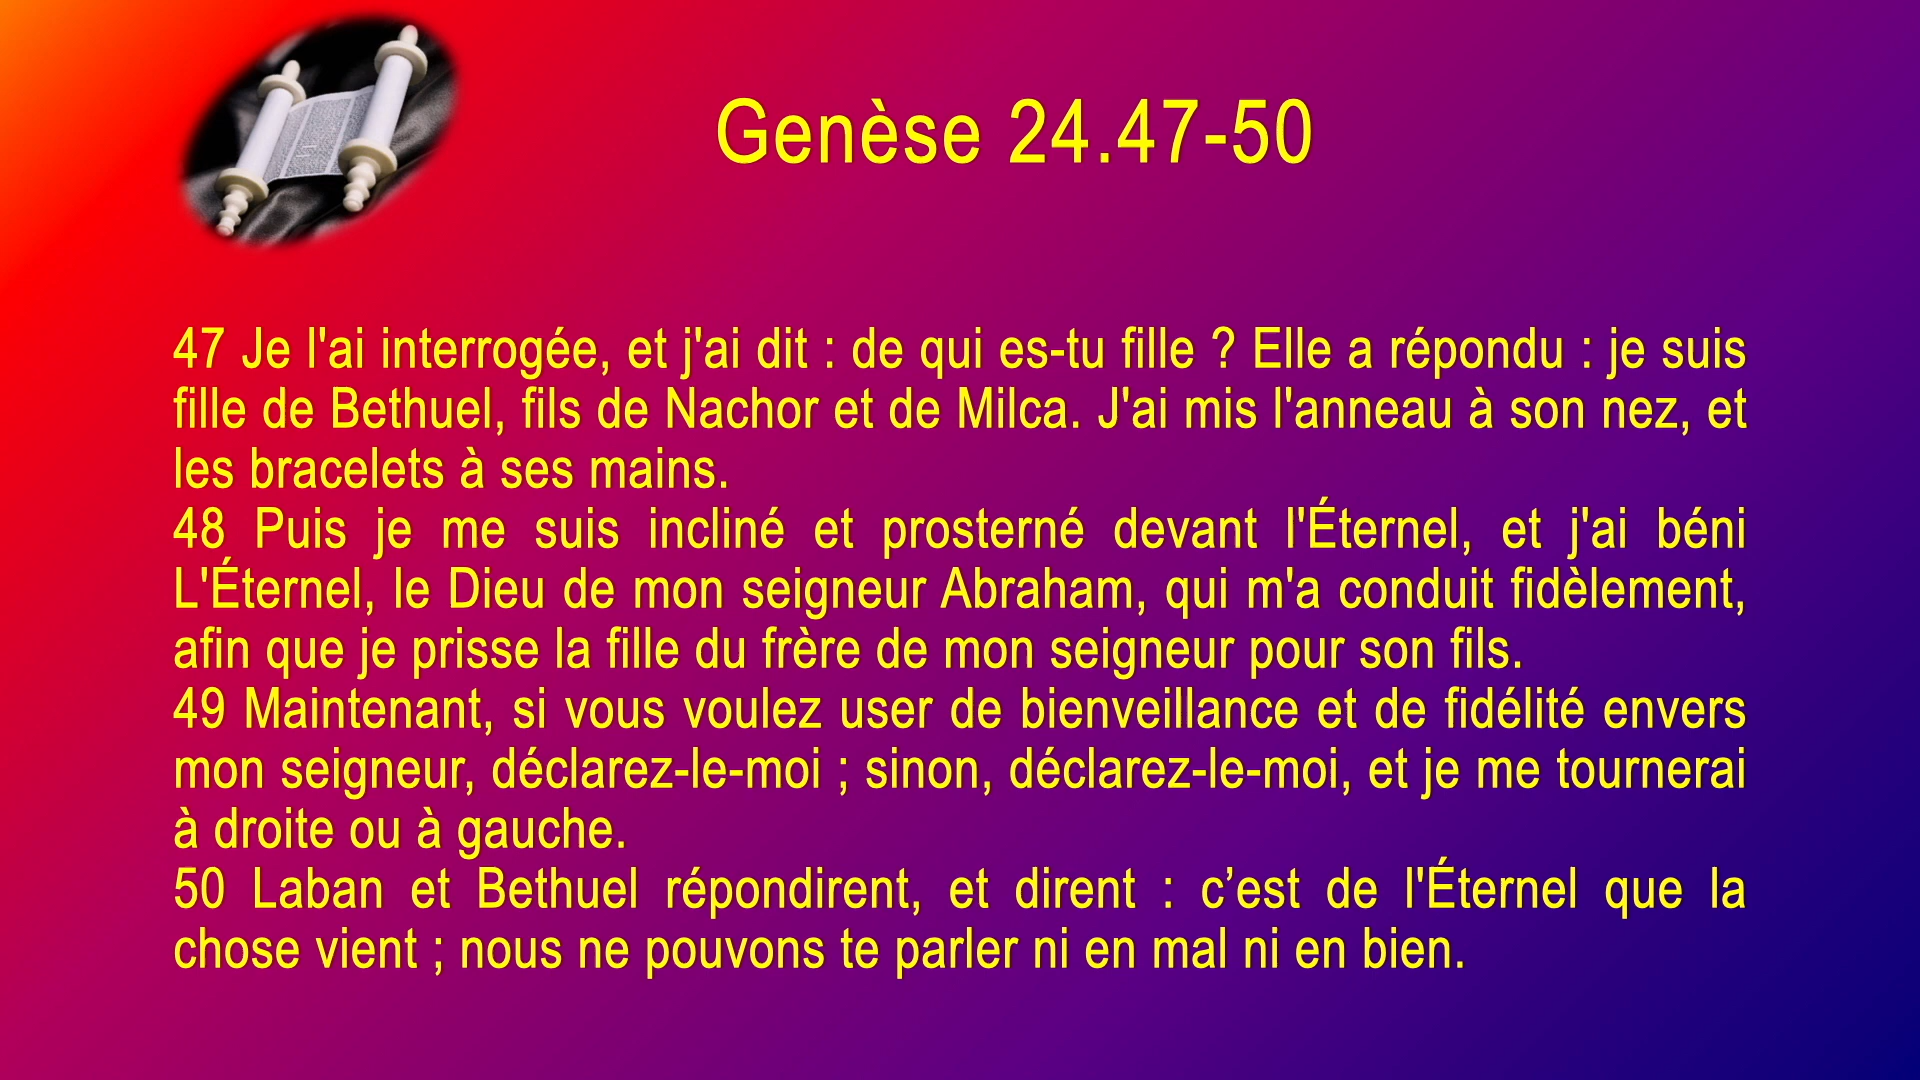 Genèse 24.47-50
47 Je l'ai interrogée, et j'ai dit : de qui es-tu fille ? Elle a répondu : je suis
fille de Bethuel, fils de Nachor et de Milca. J'ai mis l'anneau à son nez, et
les bracelets à ses mains.
48 Puis je me suis incliné et prosterné devant l'Éternel, et j'ai béni
L'Éternel, le Dieu de mon seigneur Abraham, qui m'a conduit fidèlement,
afin que je prisse la fille du frère de mon seigneur pour son fils.
49 Maintenant, si vous voulez user de bienveillance et de fidélité envers
mon seigneur, déclarez-le-moi ; sinon, déclarez-le-moi, et je me tournerai
à droite ou à gauche.
50 Laban et Bethuel répondirent, et dirent : c’est de l'Éternel que la
chose vient ; nous ne pouvons te parler ni en mal ni en bien.